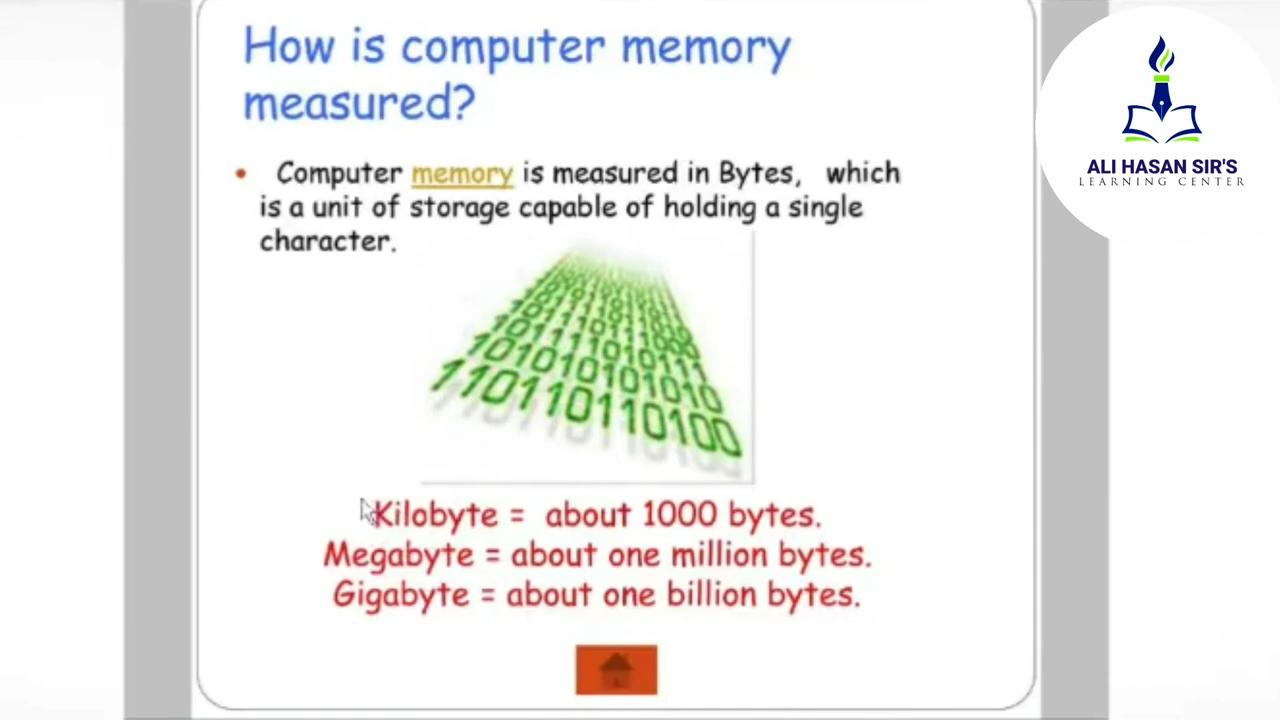 How is computer memory
measured?
• Computer memory is measured in Bytes, which
is a unit of storage capable of holding a single
character.
110110110100
Kilobyte = about 1000 bytes.
Megabyte = about one million bytes.
Gigabyte = about one billion bytes.
ALI HASAN SIR'S
LEARNING CENTER